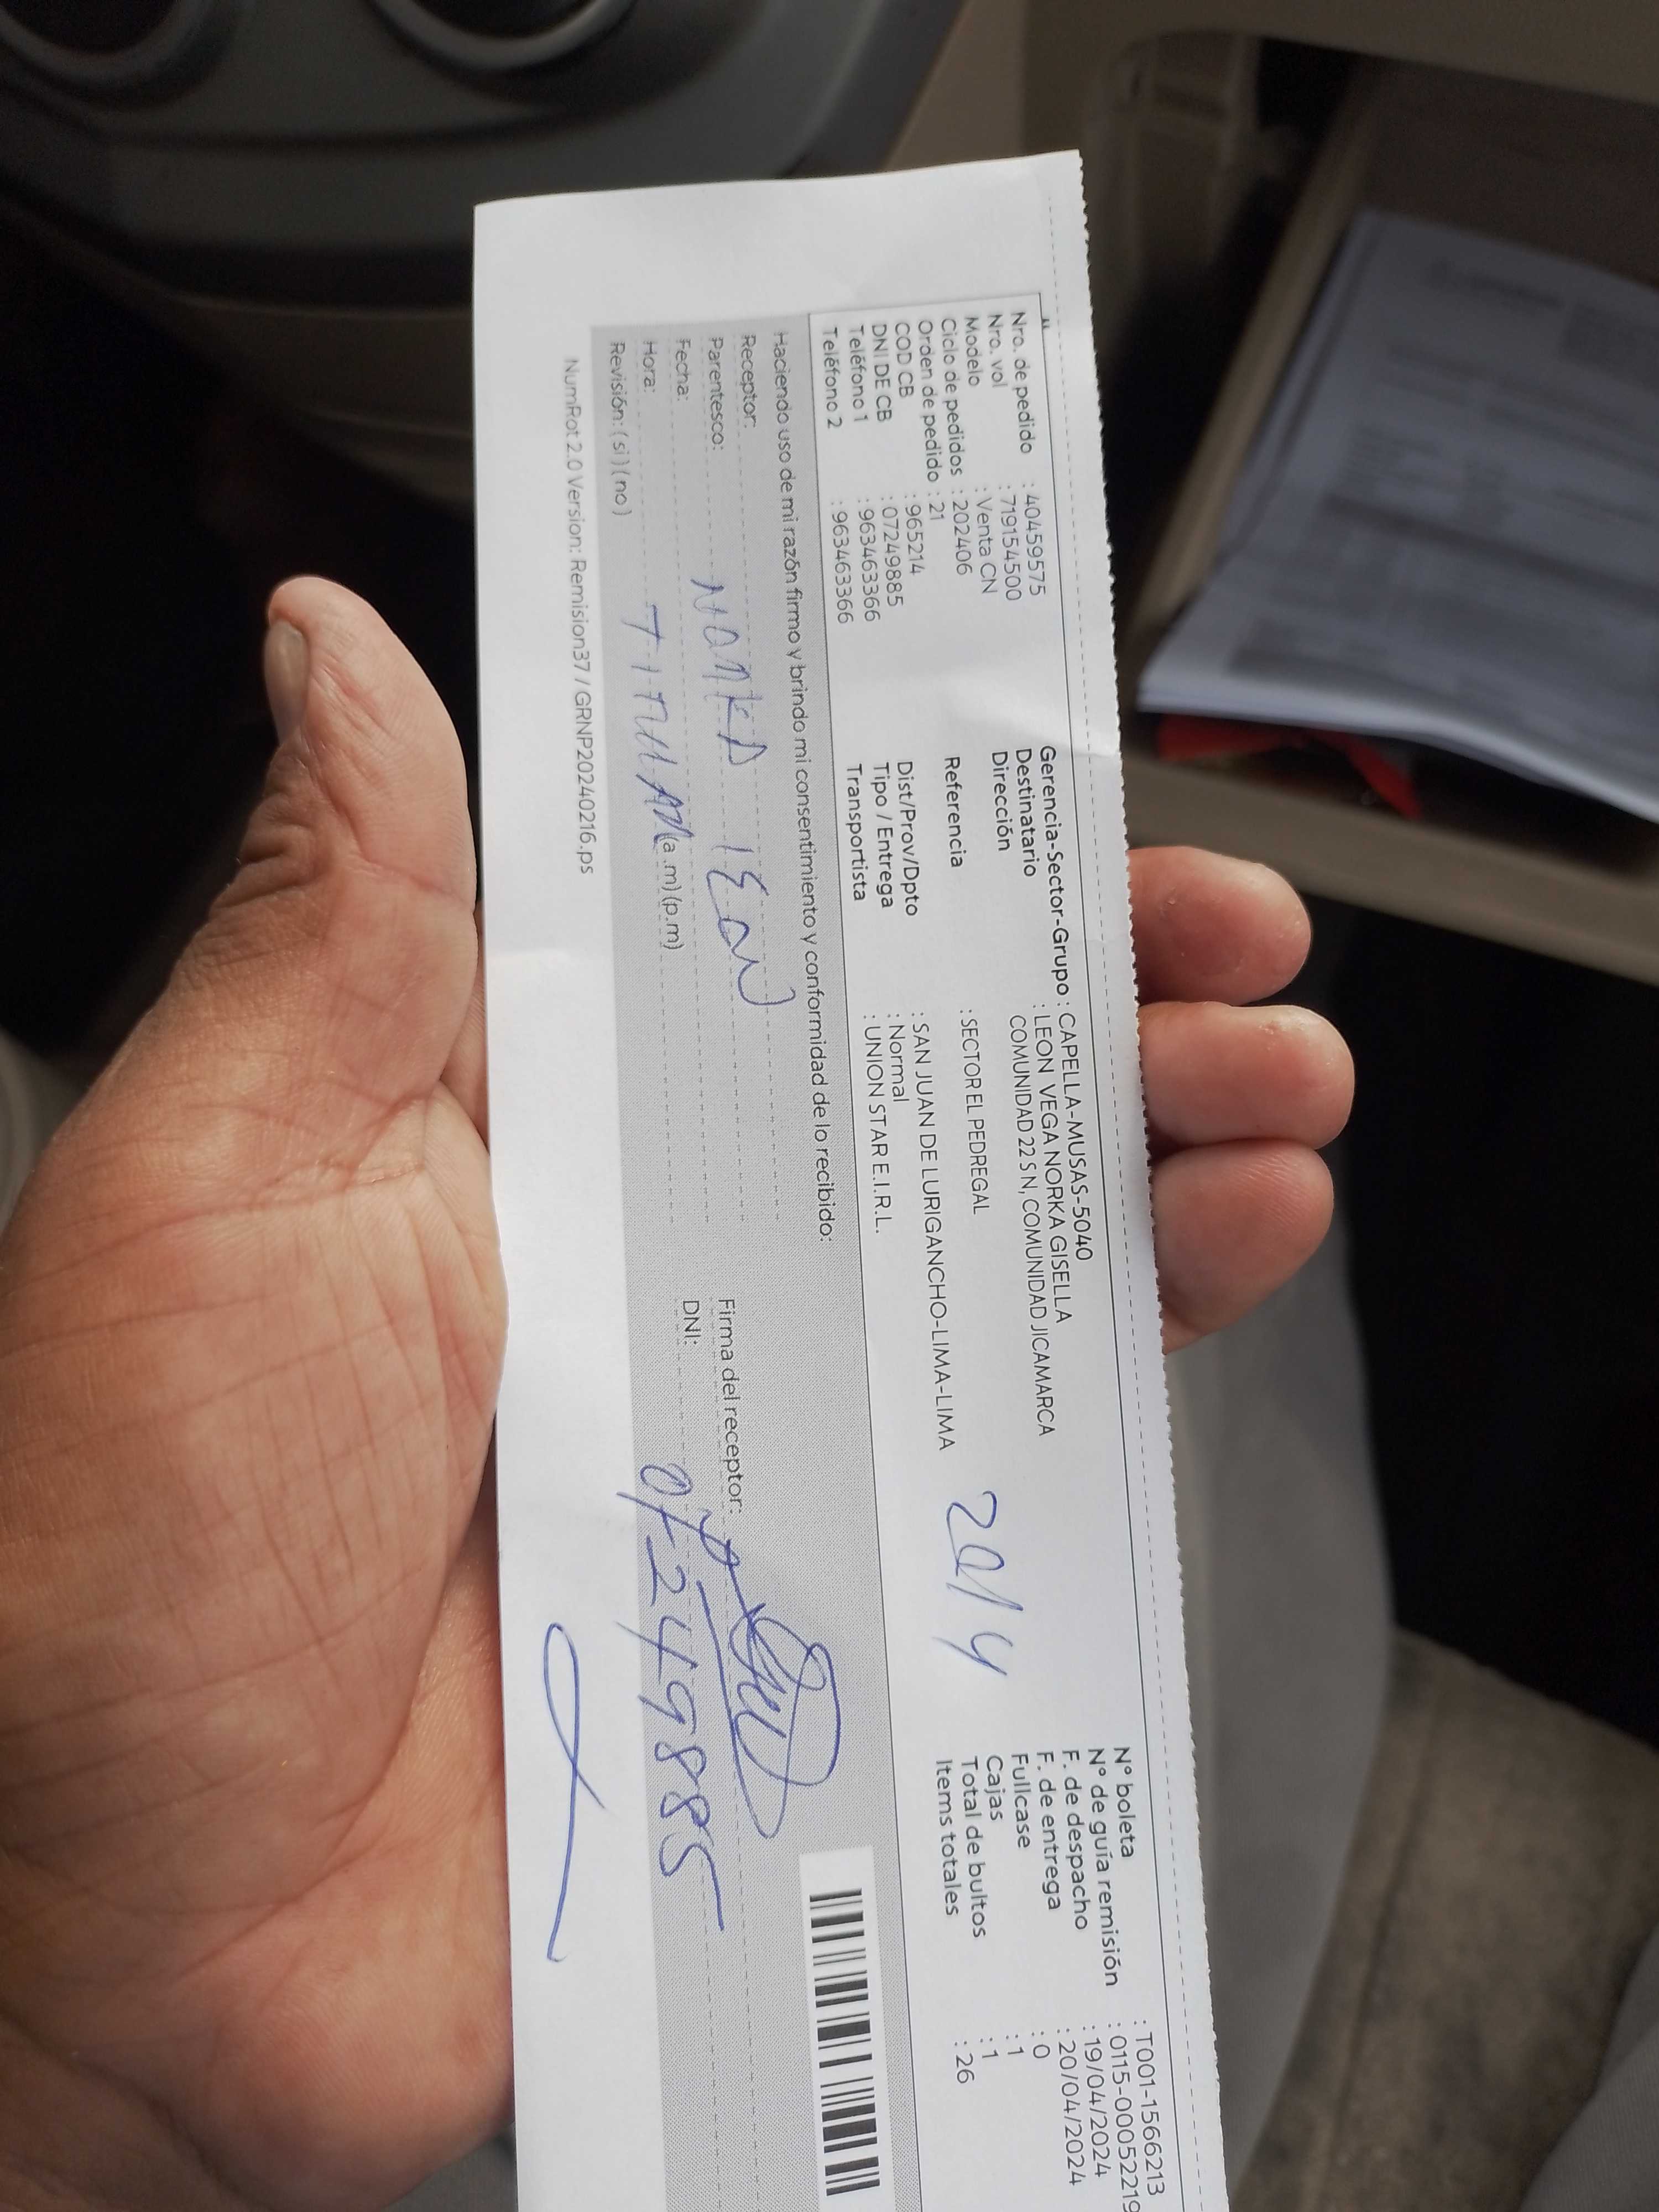 Nro. de pedido : 40459575
Nro. vol : 719154500
Modelo : Venta CN
Ciclo de pedidos : 202406
Orden de pedido : 21
COD CB : 965214
DNI DE CB : 07249885
Teléfono 1 : 963463366
Teléfono 2 : 963463366
Gerencia-Sector-Grupo : CAPELLA-MUSAS-5040
Destinatario : LEON VEGA NORKA GISELLA
Dirección COMUNIDAD 22 S N, COMUNIDAD JICAMARCA
Referencia : SECTOR EL PEDREGAL
Dist/Prov/Dpto : SAN JUAN DE LURIGANCHO-LIMA-LIMA
Tipo / Entrega : Normal
Transportista : UNION STAR E.I.R.L.
20/4
N° boleta : T001-1566213
N° de guía remisión : 0115-00052219
F. de despacho : 19/04/2024
F. de entrega : 20/04/2024
Fullcase : 0
Cajas : 1
Total de bultos : 1
Items totales : 26
Haciendo uso de mi razón firmo y brindo mi consentimiento y conformidad de lo recibido:
Receptor:
Parentesco: NORKA LEON
Fecha:
Hora: (a.m)(p.m)
Revisión: ( si ) ( no )
Firma del receptor:
DNI: 07249885
NumRot 2.0 Version: Remision37 / GRNP20240216.ps